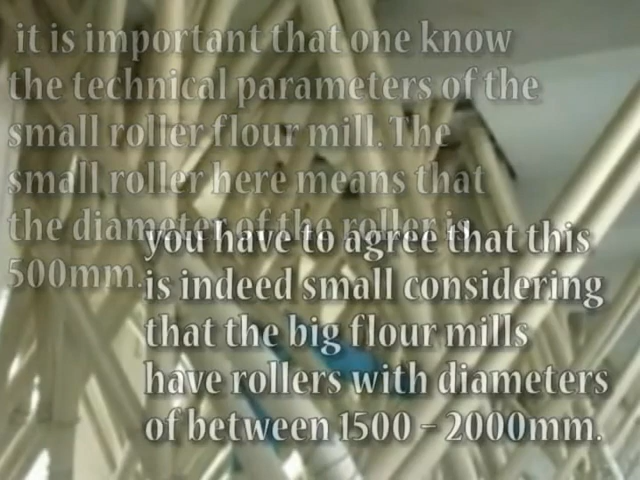 it is important that one know
the technical parameters of the
small roller flour mill. The
small roller here means that
the diameter of the roller is
500mm.
you have to agree that this
is indeed small considering
that the big flour mills
have rollers with diameters
of between 1500 - 2000mm.